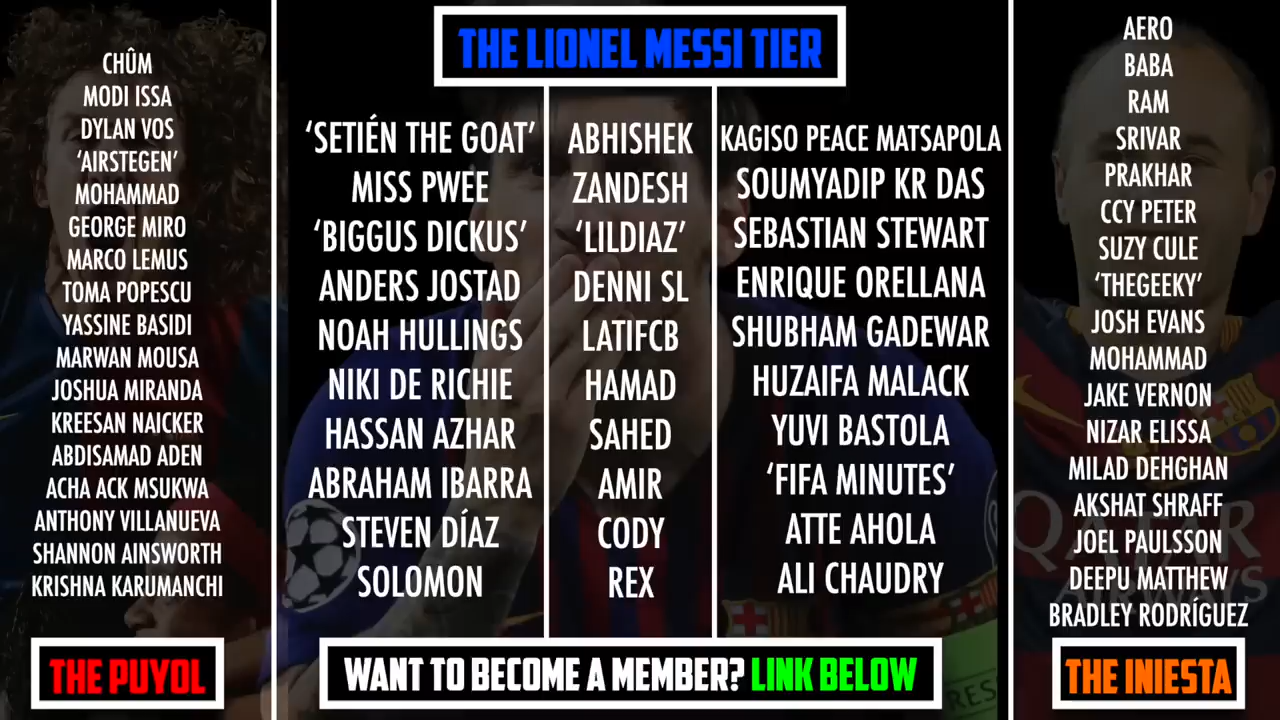 CHÛM
MODI ISSA
DYLAN VOS
‘AIRSTEGEN’
MOHAMMAD
GEORGE MIRO
MARCO LEMUS
TOMA POPESCU
YASSINE BASIDI
MARWAN MOUSA
JOSHUA MIRANDA
KREESAN NAICKER
ABDISAMAD ADEN
ACHA ACK MSUKWA
ANTHONY VILLANUEVA
SHANNON AINSWORTH
KRISHNA KARUMANCHI
THE PUYOL
THE LIONEL MESSI TIER
‘SETIÉN THE GOAT’
MISS PWEE
‘BIGGUS DICKUS’
ANDERS JOSTAD
NOAH HULLINGS
NIKI DE RICHIE
HASSAN AZHAR
ABRAHAM IBARRA
STEVEN DÍAZ
SOLOMON
ABHISHEK
ZANDESH
‘LILDIAZ’
DENNI SL
LATIFCB
HAMAD
SAHED
AMIR
CODY
REX
KAGISO PEACE MATSAPOLA
SOUMYADIP KR DAS
SEBASTIAN STEWART
ENRIQUE ORELLANA
SHUBHAM GADEWAR
HUZAIFA MALACK
YUVI BASTOLA
‘FIFA MINUTES’
ATTE AHOLA
ALI CHAUDRY
WANT TO BECOME A MEMBER? LINK BELOW
AERO
BABA
RAM
SRIVAR
PRAKHAR
CCY PETER
SUZY CULE
‘THEGEEKY’
JOSH EVANS
MOHAMMAD
JAKE VERNON
NIZAR ELISSA
MILAD DEHGHAN
AKSHAT SHRAFF
JOEL PAULSSON
DEEPU MATTHEW
BRADLEY RODRÍGUEZ
THE INIESTA
QATAR
AIRWAYS